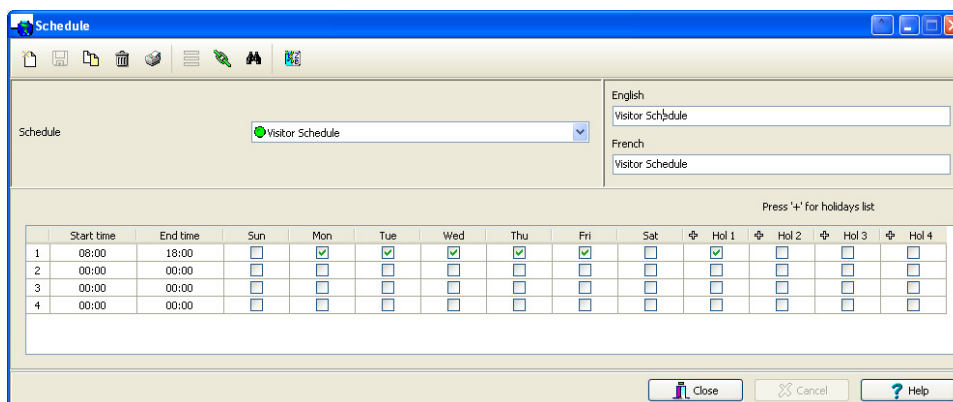 Schedule
English
Visitor Schedule
Schedule
Visitor Schedule
French
Visitor Schedule
Press '+' for holidays list
Start time End time Sun Mon Tue Wed Thu Fri Sat Hol 1 Hol 2 Hol 3 Hol 4
1 08:00 18:00
2 00:00 00:00
3 00:00 00:00
4 00:00 00:00
Close Cancel ? Help